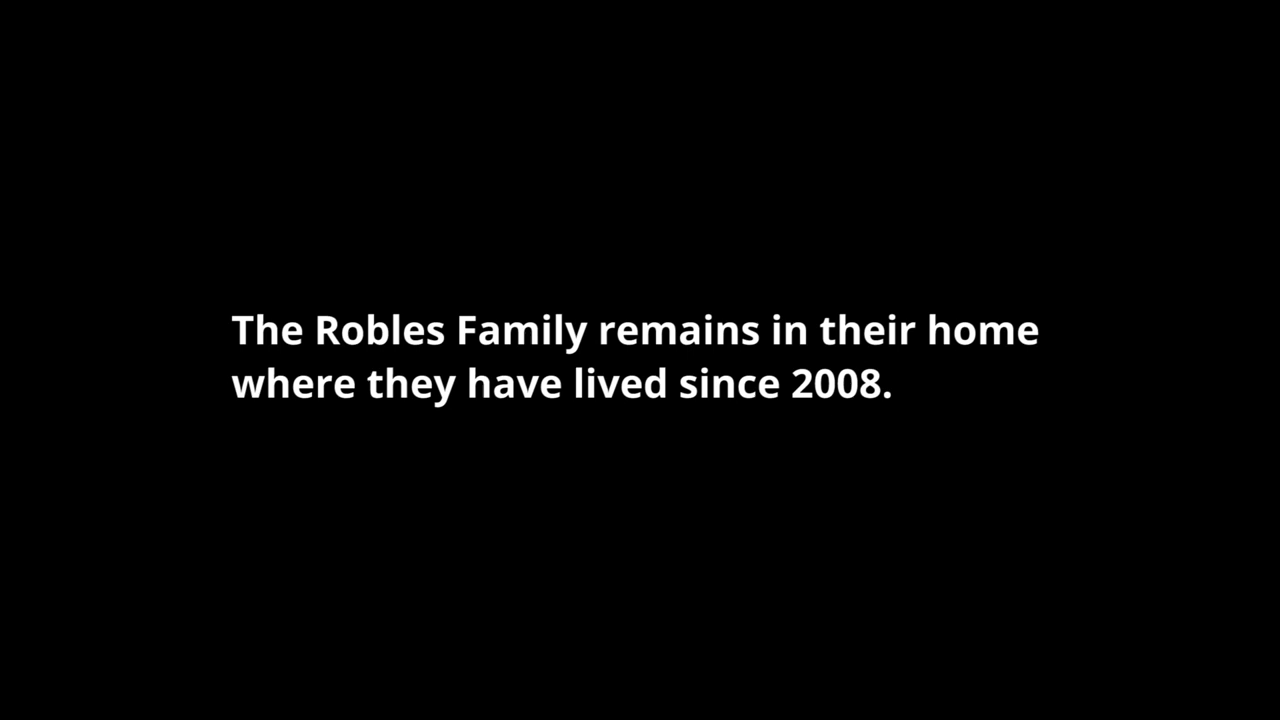 The Robles Family remains in their home
where they have lived since 2008.